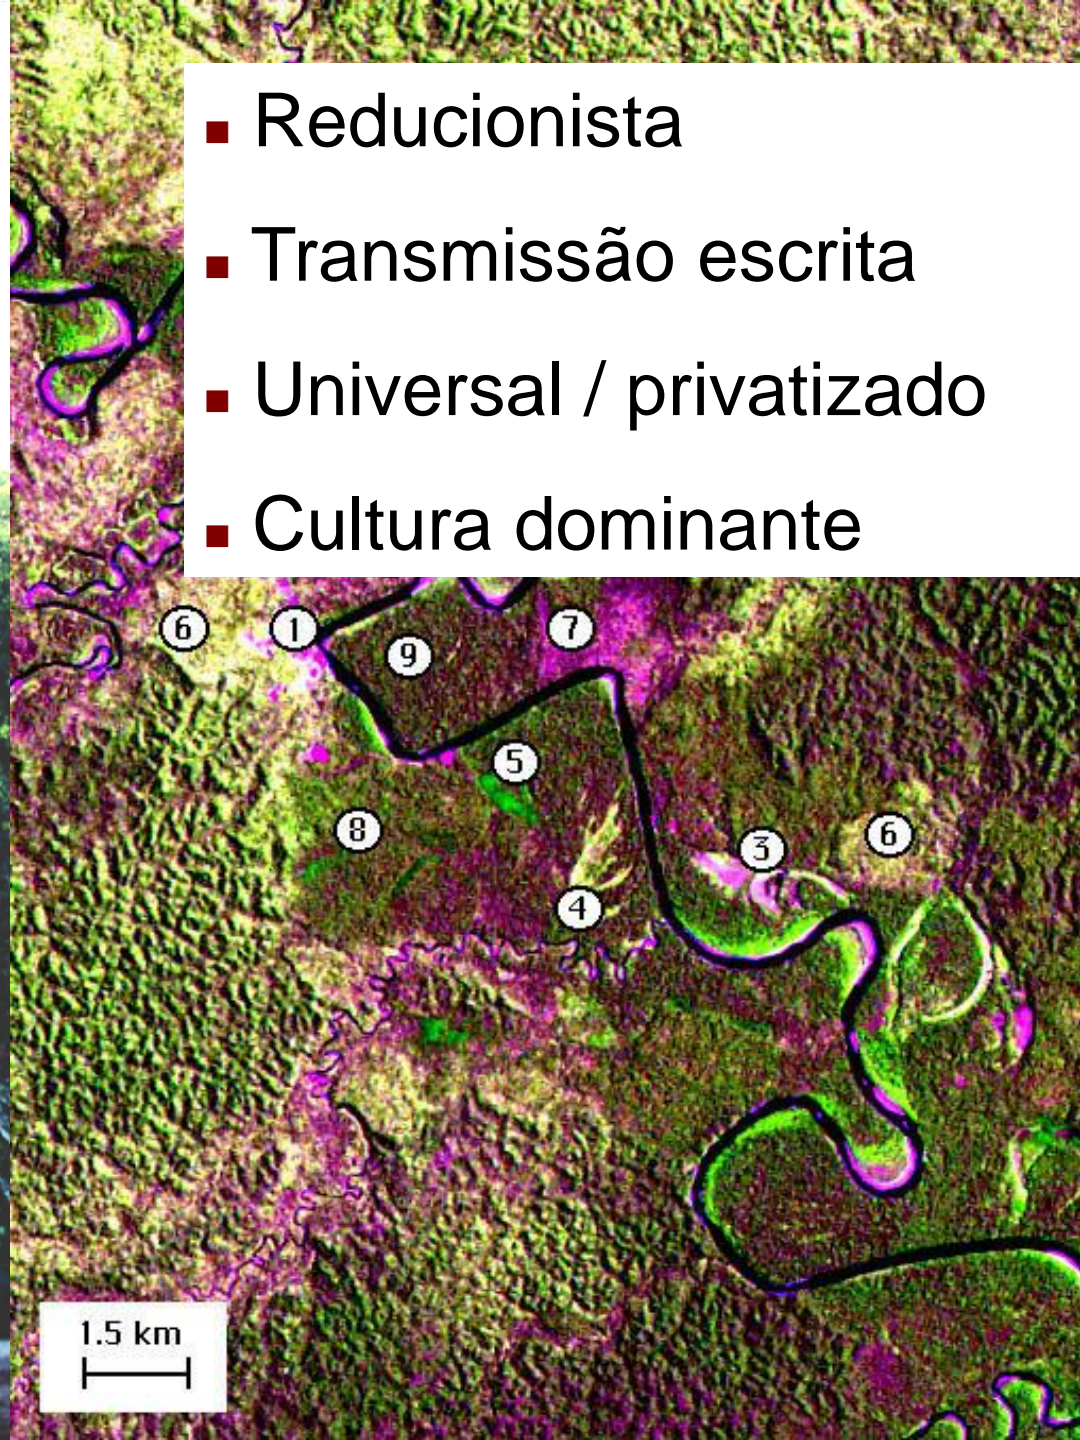 ▪ Reducionista
▪ Transmissão escrita
▪ Universal / privatizado
▪ Cultura dominante
6 1 7
9
5
8 3 6
4
1.5 km